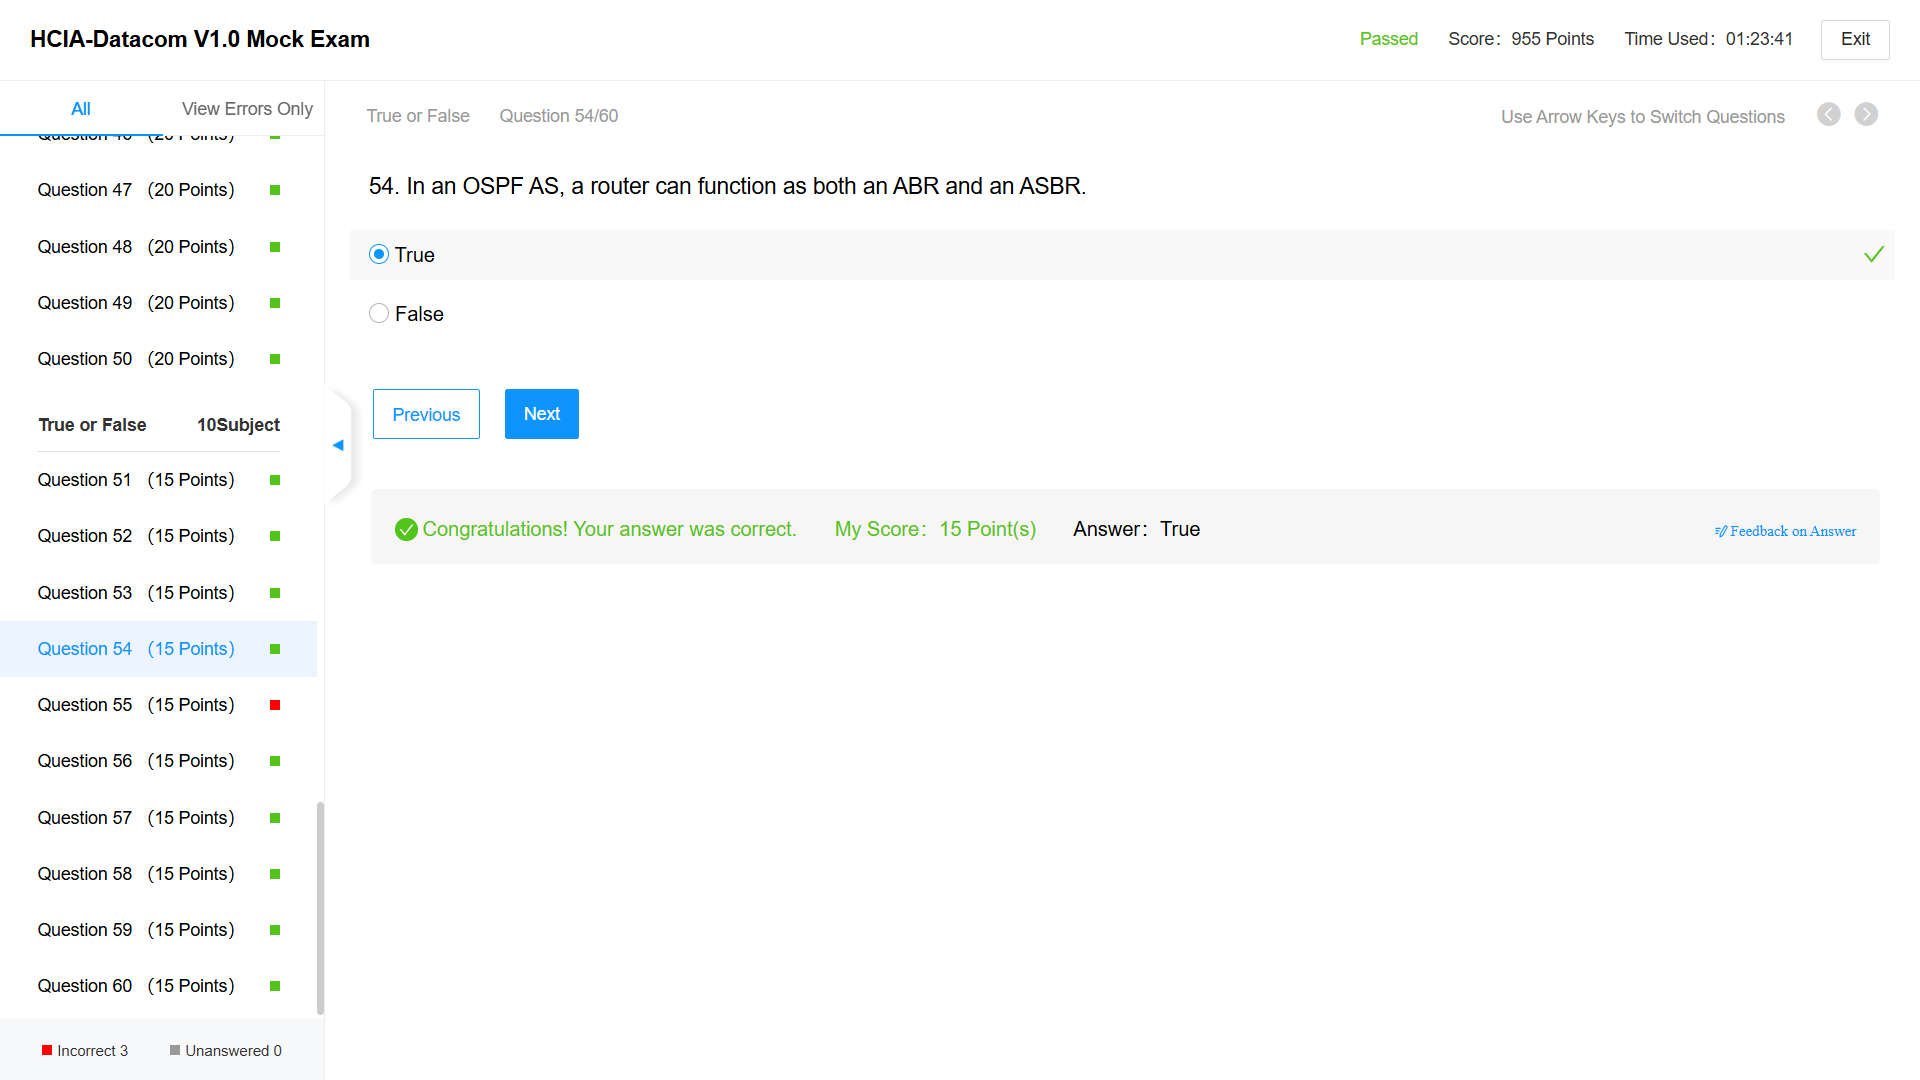 HCIA-Datacom V1.0 Mock Exam
Passed Score: 955 Points Time Used: 01:23:41 Exit
All View Errors Only
True or False Question 54/60 Use Arrow Keys to Switch Questions
Question 47 (20 Points)
Question 48 (20 Points)
Question 49 (20 Points)
Question 50 (20 Points)
True or False 10Subject
Question 51 (15 Points)
Question 52 (15 Points)
Question 53 (15 Points)
Question 54 (15 Points)
Question 55 (15 Points)
Question 56 (15 Points)
Question 57 (15 Points)
Question 58 (15 Points)
Question 59 (15 Points)
Question 60 (15 Points)
Incorrect 3 Unanswered 0
54. In an OSPF AS, a router can function as both an ABR and an ASBR.
True
False
Previous Next
Congratulations! Your answer was correct. My Score: 15 Point(s) Answer: True Feedback on Answer